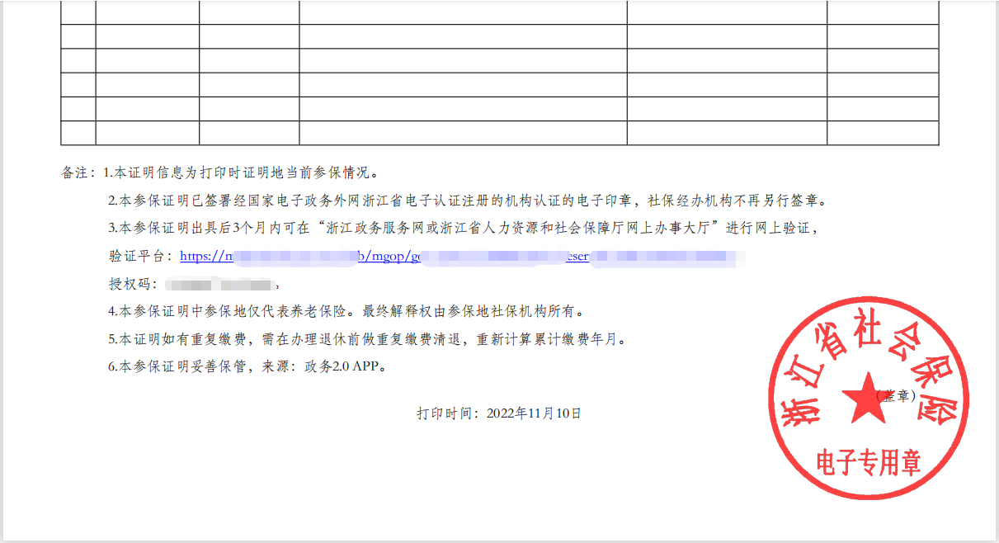 备注：1.本证明信息为打印时证明地当前参保情况。
2.本参保证明已签署经国家电子政务外网浙江省电子认证注册的机构认证的电子印章，社保经办机构不再另行签章。
3.本参保证明出具后3个月内可在“浙江政务服务网或浙江省人力资源和社会保障厅网上办事大厅”进行网上验证，
验证平台：https://m b/mgop/g eser
授权码： ，
4.本参保证明中参保地仅代表养老保险。最终解释权由参保地社保机构所有。
5.本证明如有重复缴费，需在办理退休前做重复缴费清退，重新计算累计缴费年月。
6.本参保证明妥善保管，来源：政务2.0 APP。
浙江省社会保险
（盖章）
打印时间：2022年11月10日
电子专用章